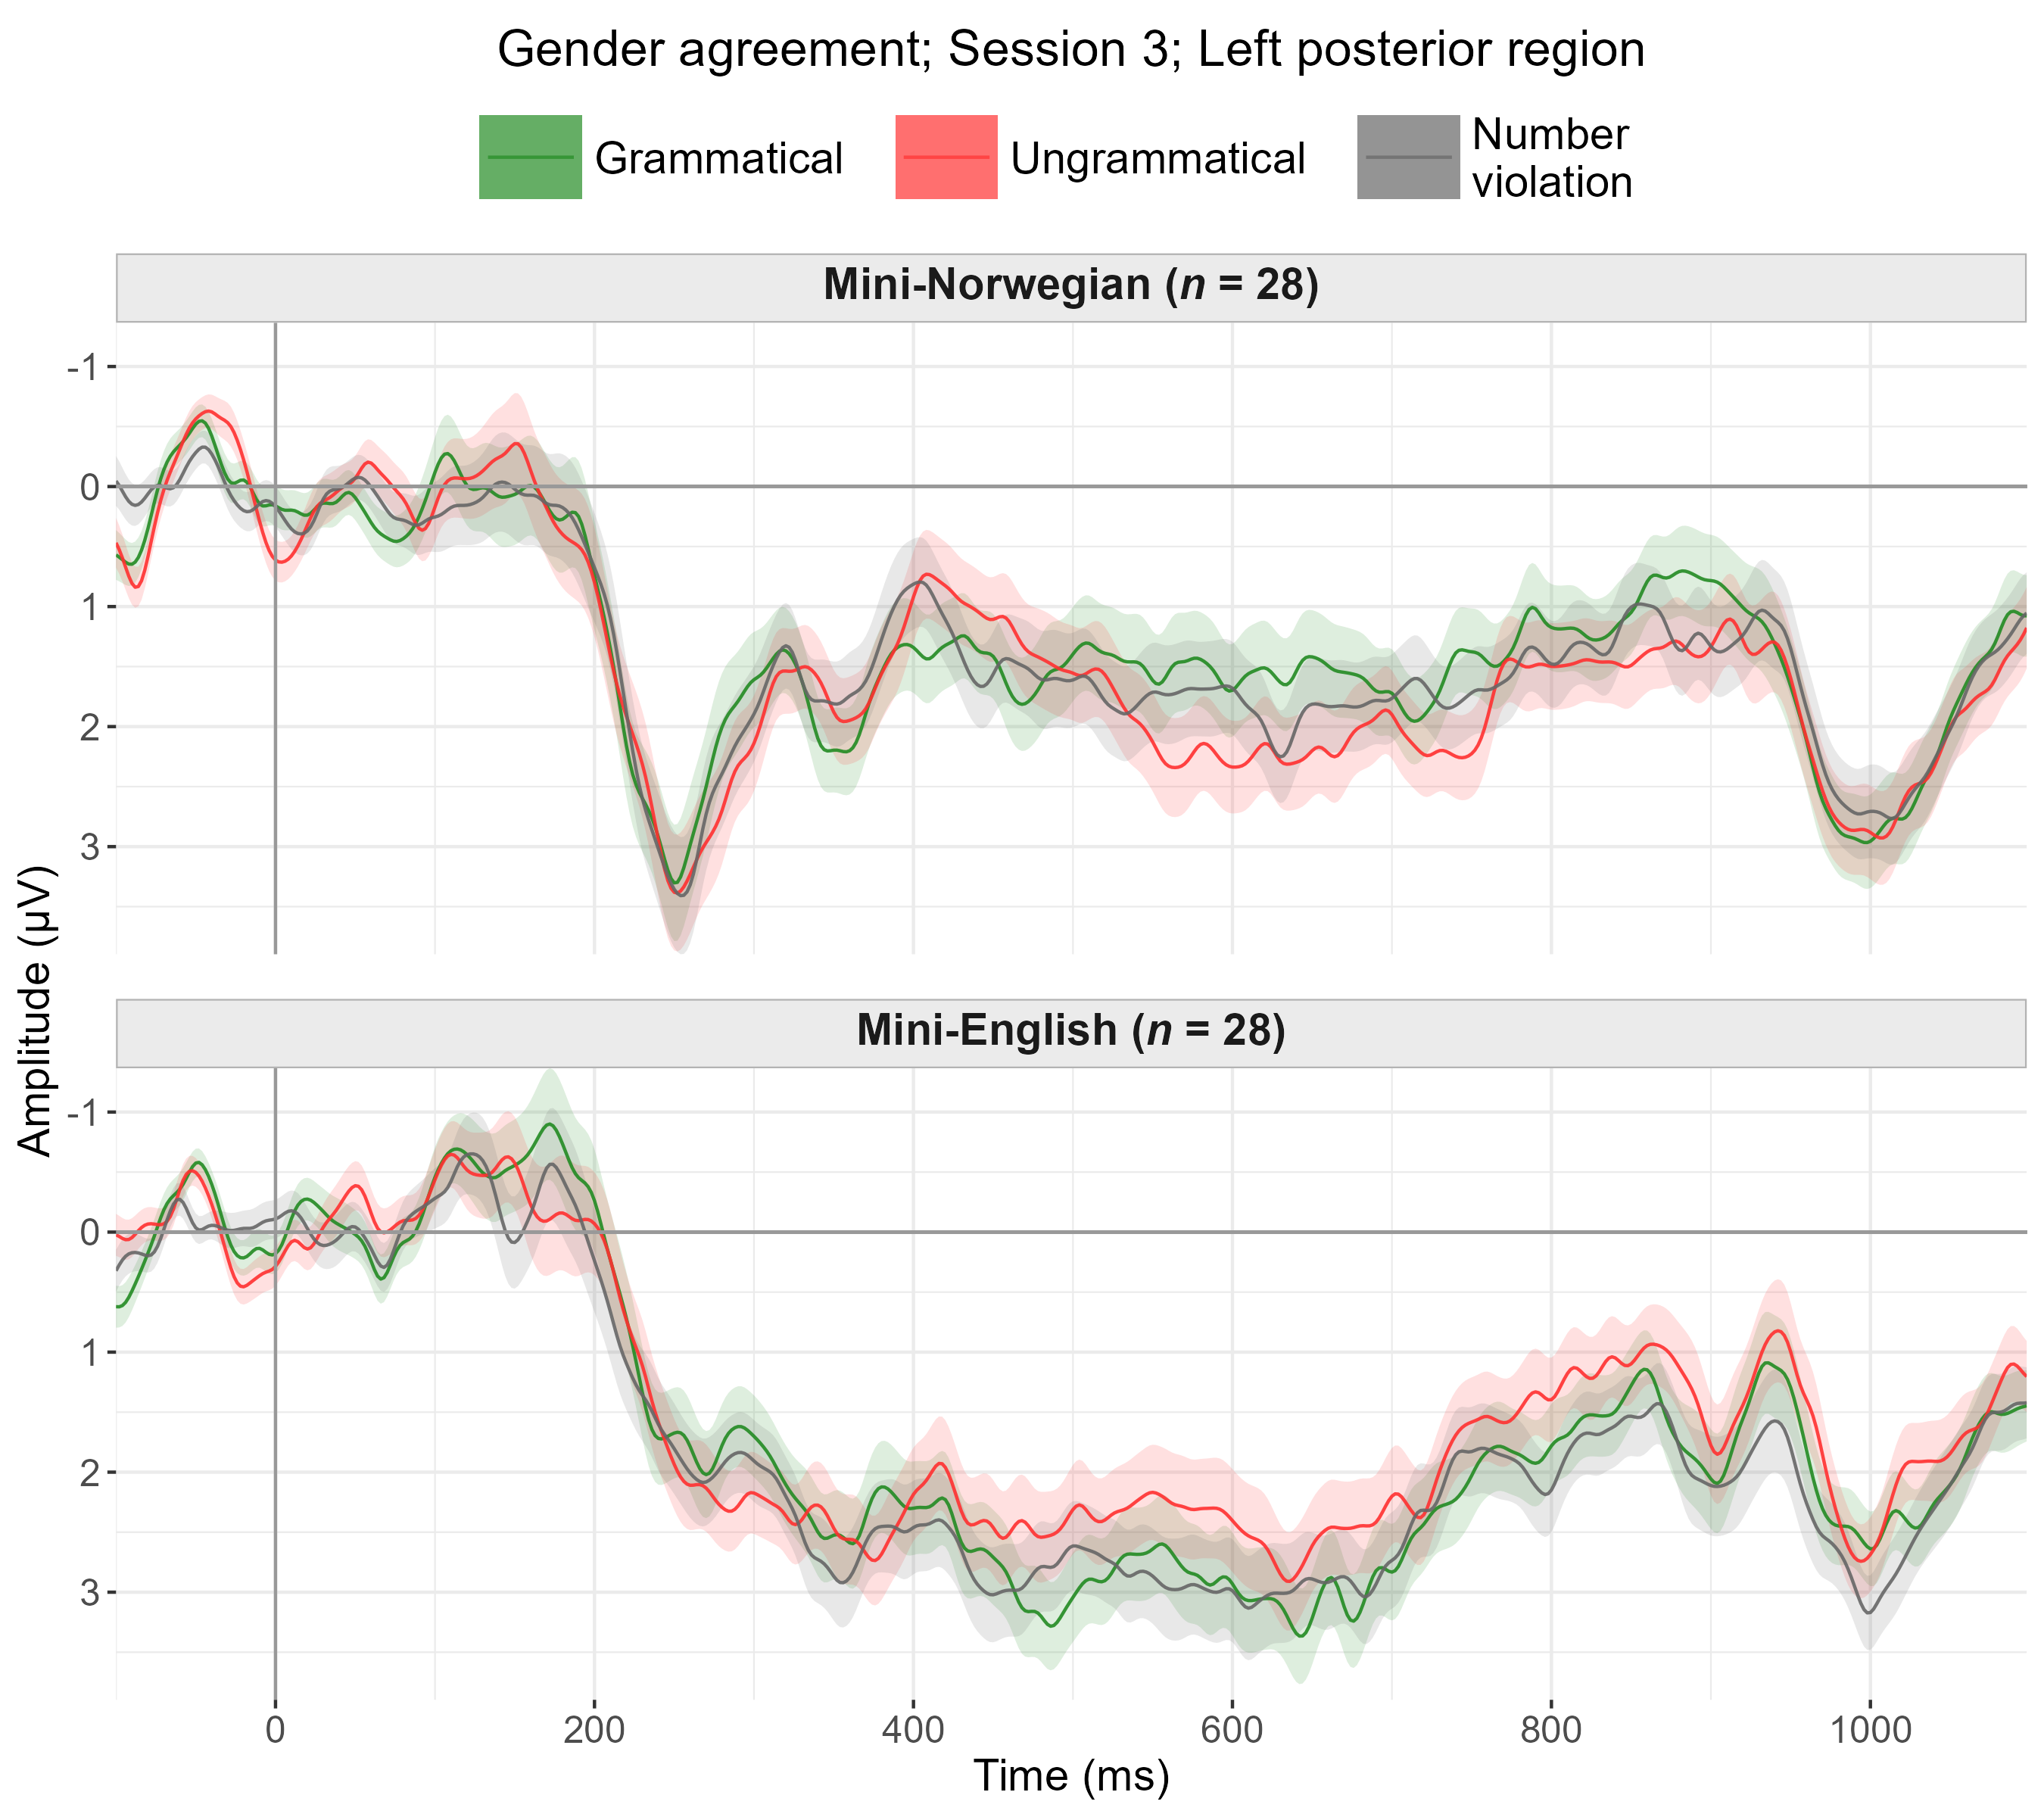 Gender agreement; Session 3; Left posterior region
Grammatical
Ungrammatical
Number
violation
Mini-Norwegian (n = 28)
-1
0
1
2
3
Mini-English (n = 28)
-1
0
1
2
3
Amplitude (µV)
0 200 400 600 800 1000
Time (ms)